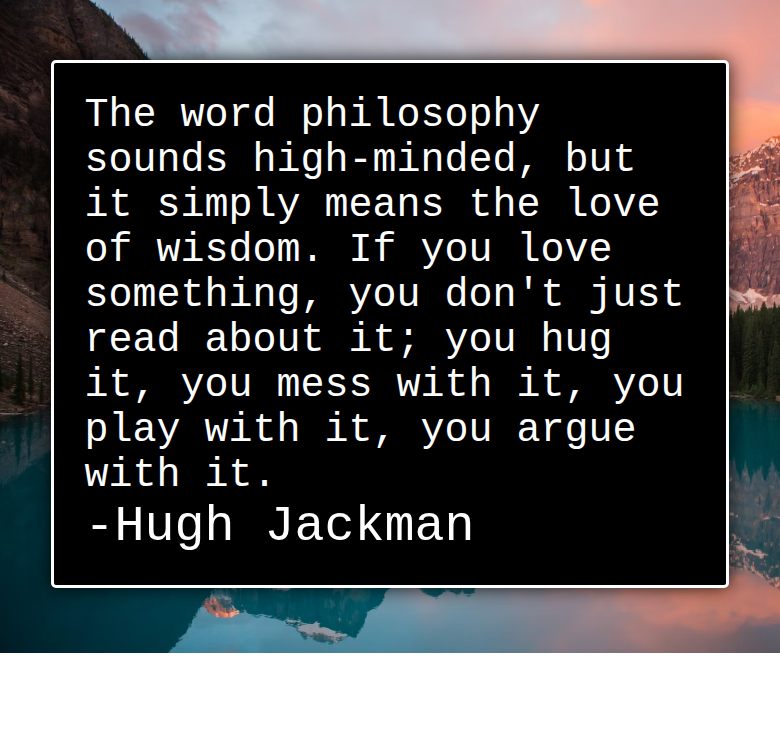 The word philosophy
sounds high-minded, but
it simply means the love
of wisdom. If you love
something, you don't just
read about it; you hug
it, you mess with it, you
play with it, you argue
with it.
-Hugh Jackman